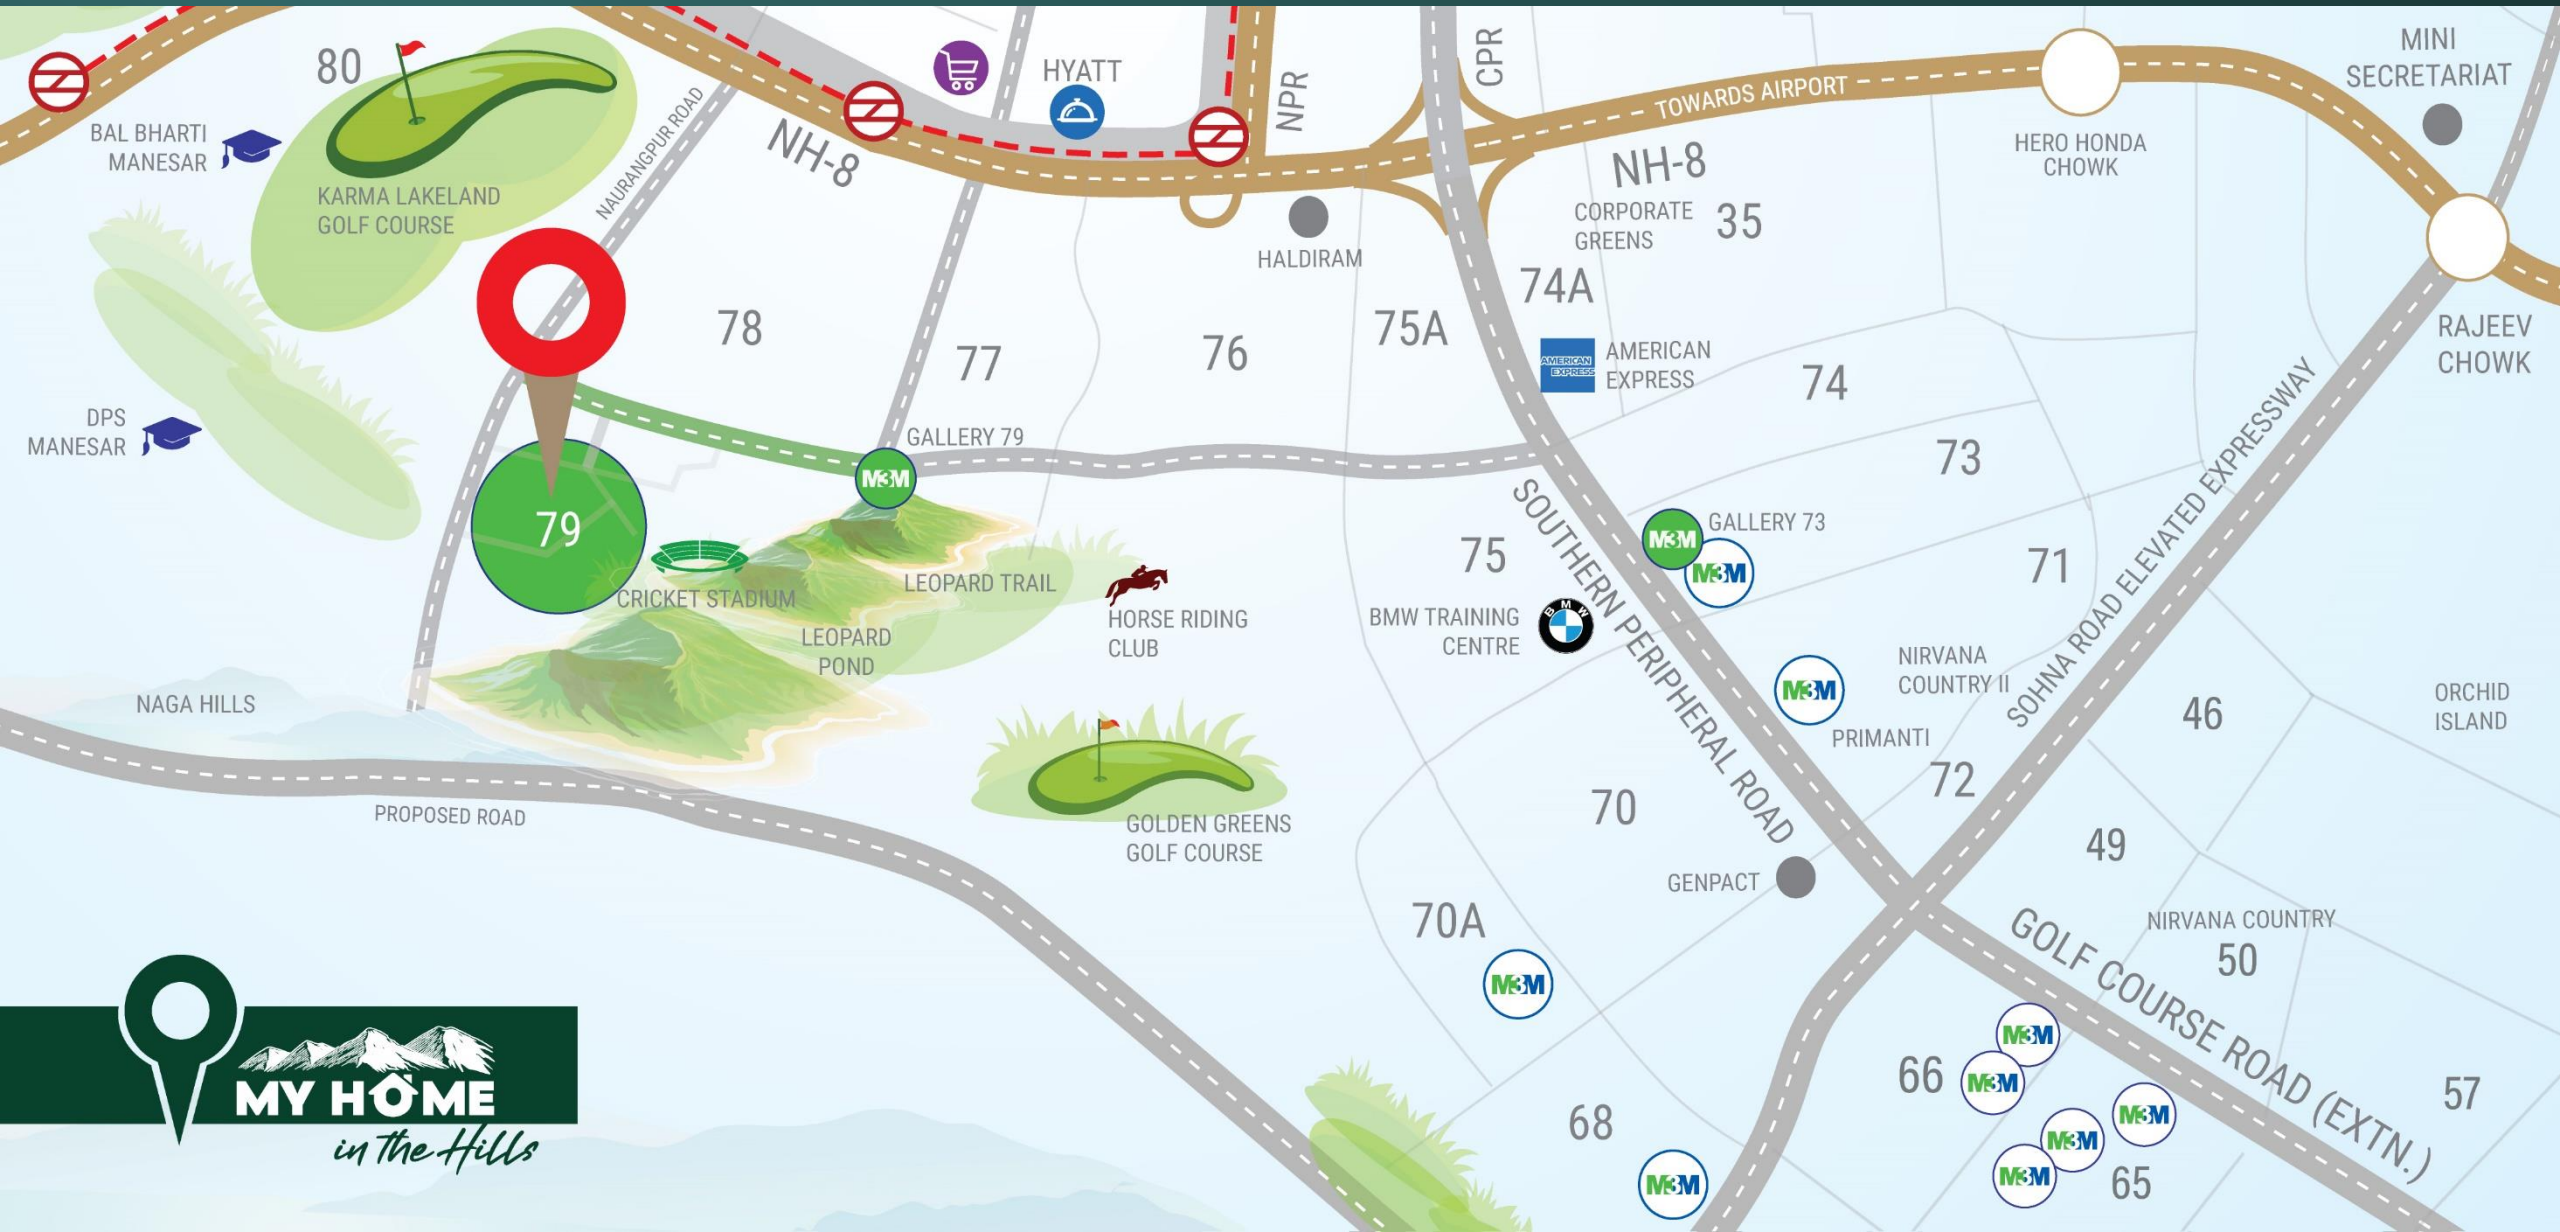 80
BAL BHARTI
MANESAR
KARMA LAKELAND
GOLF COURSE
NAURANGPUR ROAD
NH-8
HYATT
NPR
CPR
TOWARDS AIRPORT
NH-8
HERO HONDA
CHOWK
MINI
SECRETARIAT
HALDIRAM
CORPORATE
GREENS
35
74A
75A
76
77
78
AMERICAN
EXPRESS
AMERICAN
EXPRESS
74
RAJEEV
CHOWK
DPS
MANESAR
GALLERY 79
M3M
79
CRICKET STADIUM
LEOPARD TRAIL
LEOPARD
POND
HORSE RIDING
CLUB
73
GALLERY 73
M3M
M3M
75
BMW TRAINING
CENTRE
BMW
SOUTHERN PERIPHERAL ROAD
71
SOHNA ROAD ELEVATED EXPRESSWAY
NIRVANA
COUNTRY II
M3M
PRIMANTI
72
46
ORCHID
ISLAND
NAGA HILLS
PROPOSED ROAD
GOLDEN GREENS
GOLF COURSE
70
GENPACT
49
70A
M3M
NIRVANA COUNTRY
50
GOLF COURSE ROAD (EXTN.)
M3M
66
M3M
M3M
M3M
M3M
65
57
68
M3M
MY HOME
in the Hills